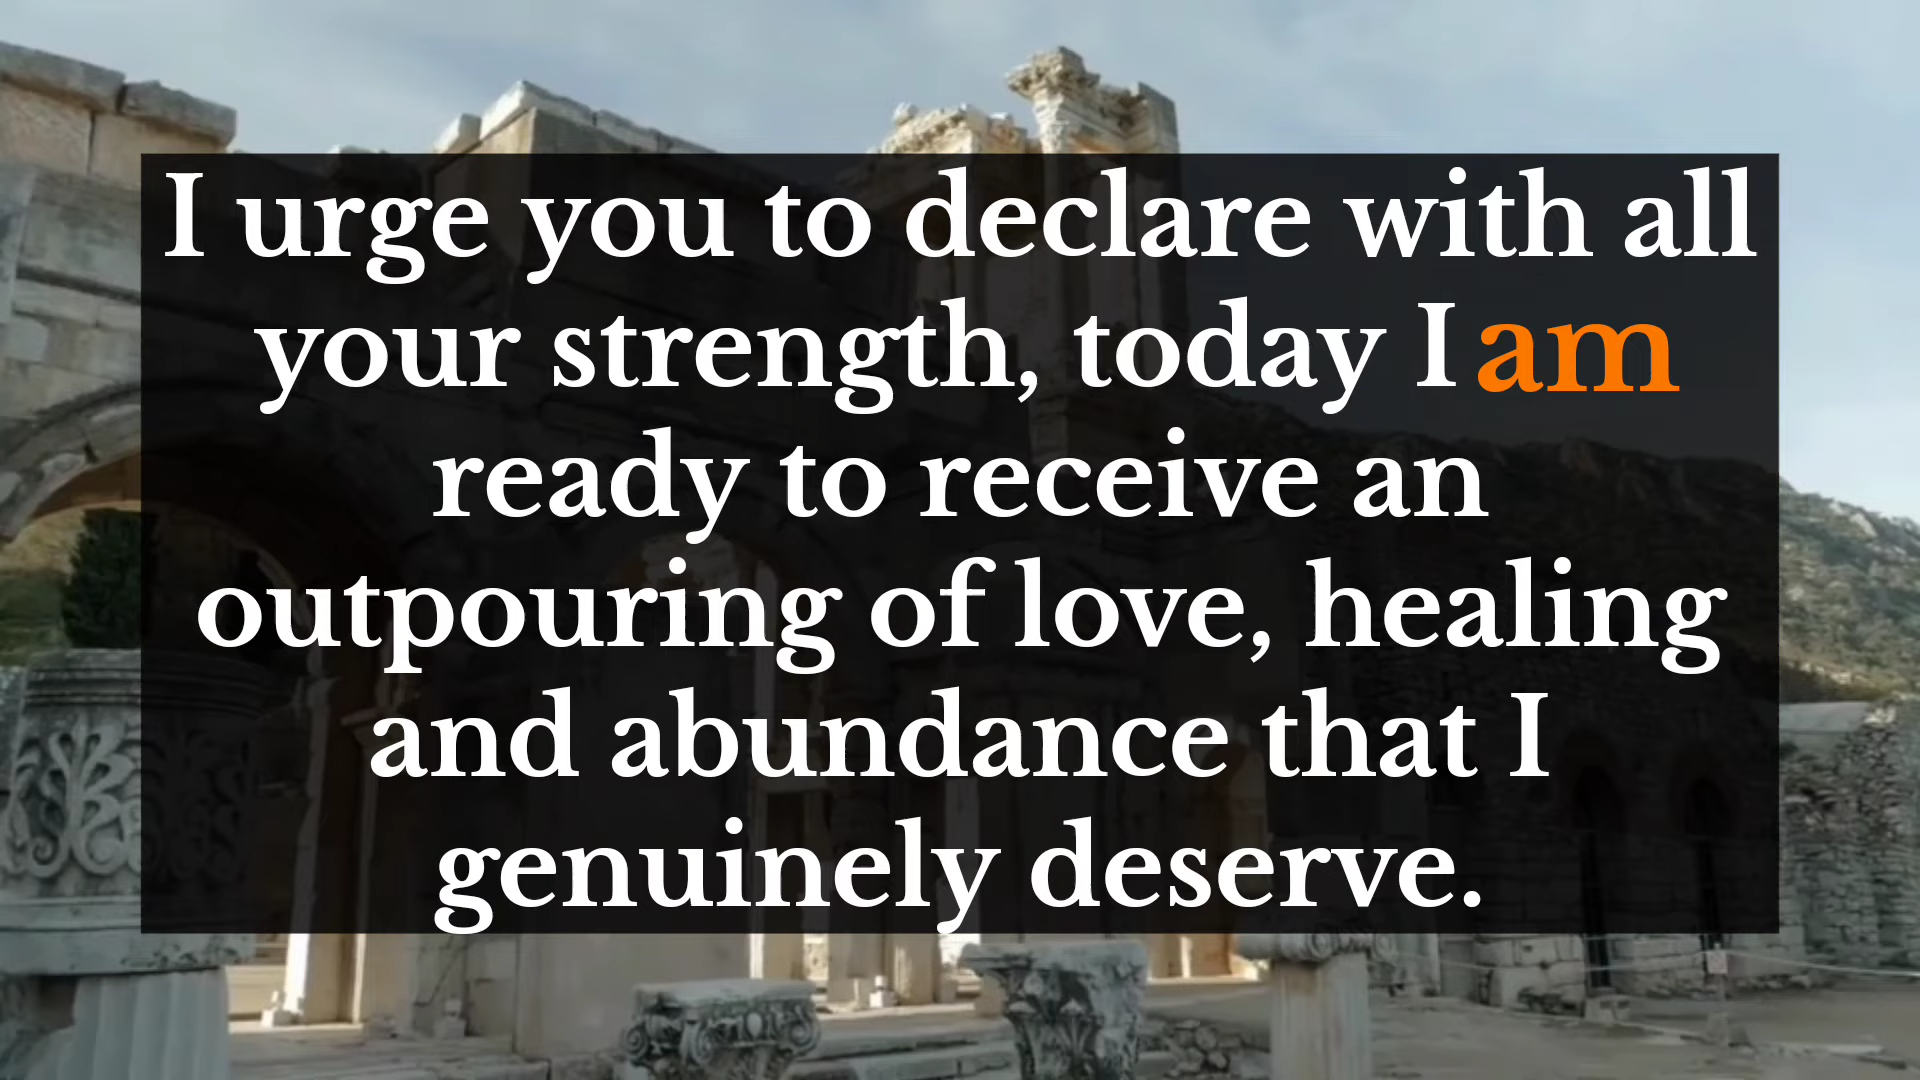 I urge you to declare with all
your strength, today I am
ready to receive an
outpouring of love, healing
and abundance that I
genuinely deserve.